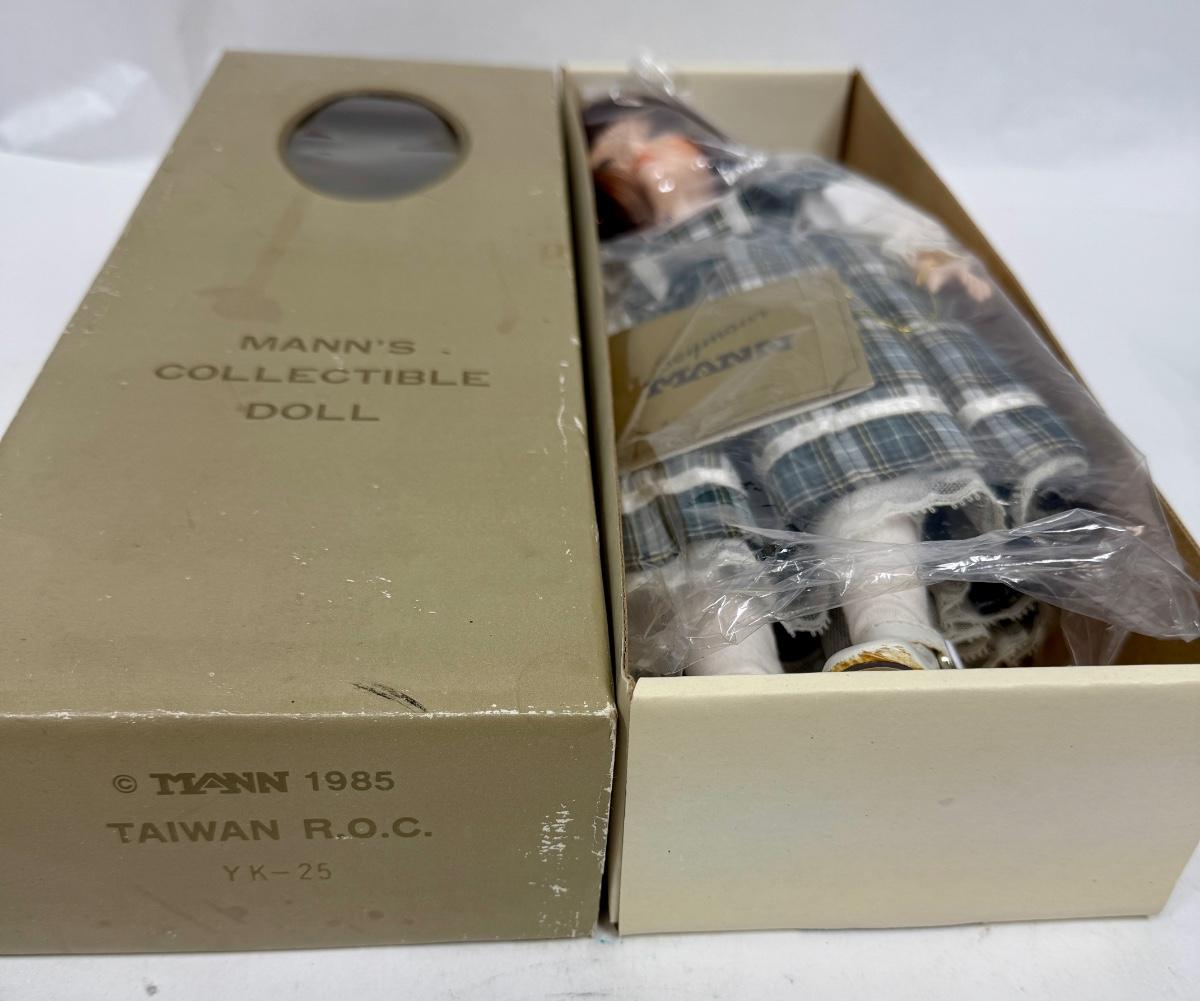 MANN'S
COLLECTIBLE
DOLL
© MANN 1985
TAIWAN R.O.C.
YK-25
MANN